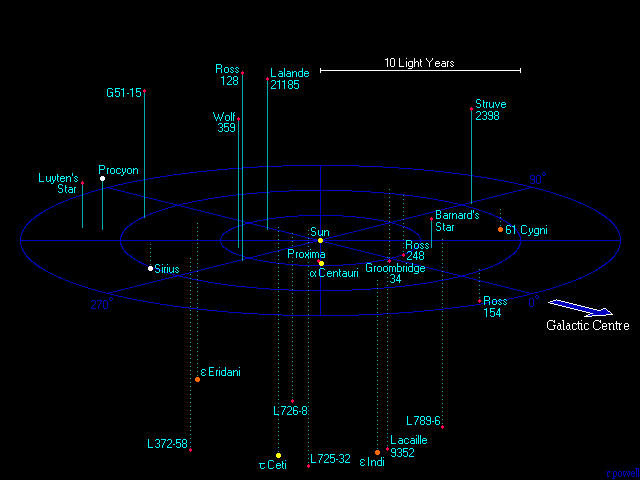 10 Light Years
Ross
128
Lalande
21185
G51-15
Struve
2398
Wolf
359
Procyon
Luyten's
Star
90°
Barnard's
Star
61 Cygni
Sun
Ross
248
Proxima
Sirius
α Centauri
Groombridge
34
270°
0°
Ross
154
Galactic Centre
ε Eridani
L726-8
L789-6
L372-58
Lacaille
9352
τ Ceti
L725-32
ε Indi
cpowell